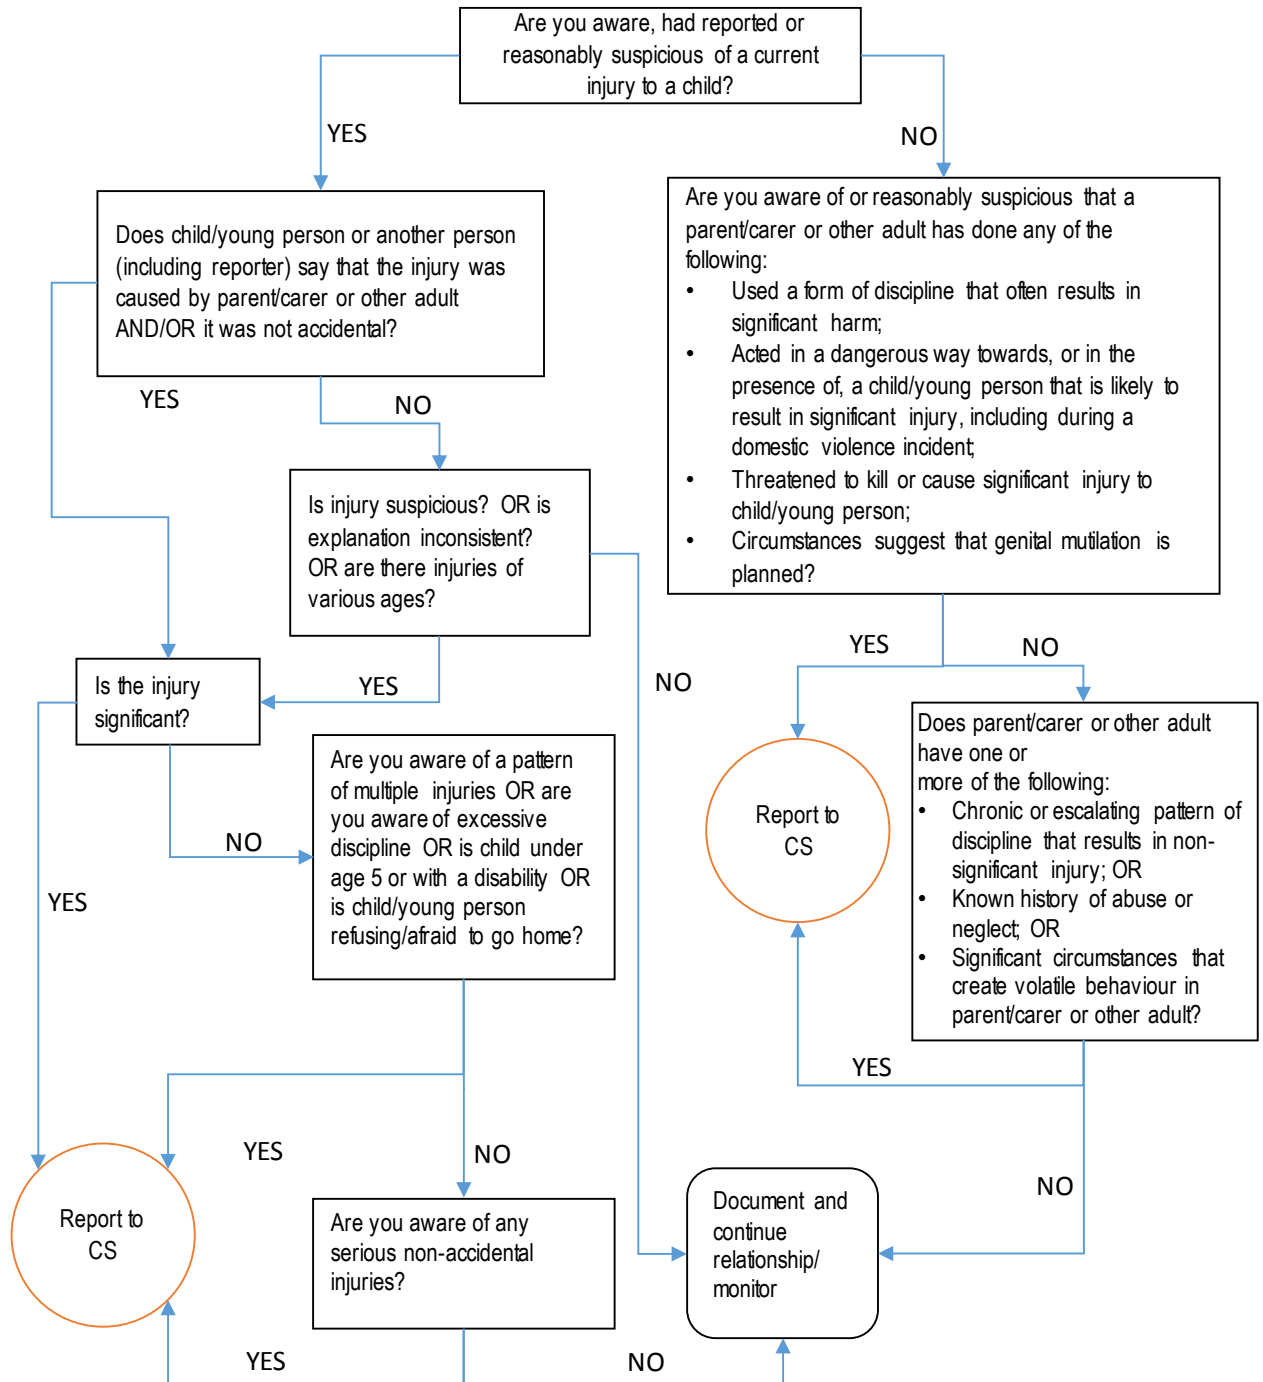 Are you aware, had reported or
reasonably suspicious of a current
injury to a child?
YES
NO
Does child/young person or another person
(including reporter) say that the injury was
caused by parent/carer or other adult
AND/OR it was not accidental?
Are you aware of or reasonably suspicious that a
parent/carer or other adult has done any of the
following:
• Used a form of discipline that often results in
significant harm;
• Acted in a dangerous way towards, or in the
presence of, a child/young person that is likely to
result in significant injury, including during a
domestic violence incident;
• Threatened to kill or cause significant injury to
child/young person;
• Circumstances suggest that genital mutilation is
planned?
YES
NO
Is injury suspicious? OR is
explanation inconsistent?
OR are there injuries of
various ages?
YES
NO
YES
NO
Is the injury
significant?
Are you aware of a pattern
of multiple injuries OR are
you aware of excessive
discipline OR is child under
age 5 or with a disability OR
is child/young person
refusing/afraid to go home?
Report to
CS
Does parent/carer or other adult
have one or
more of the following:
• Chronic or escalating pattern of
discipline that results in non-
significant injury; OR
• Known history of abuse or
neglect; OR
• Significant circumstances that
create volatile behaviour in
parent/carer or other adult?
NO
YES
YES
YES
NO
NO
Report to
CS
Are you aware of any
serious non-accidental
injuries?
Document and
continue
relationship/
monitor
YES
NO